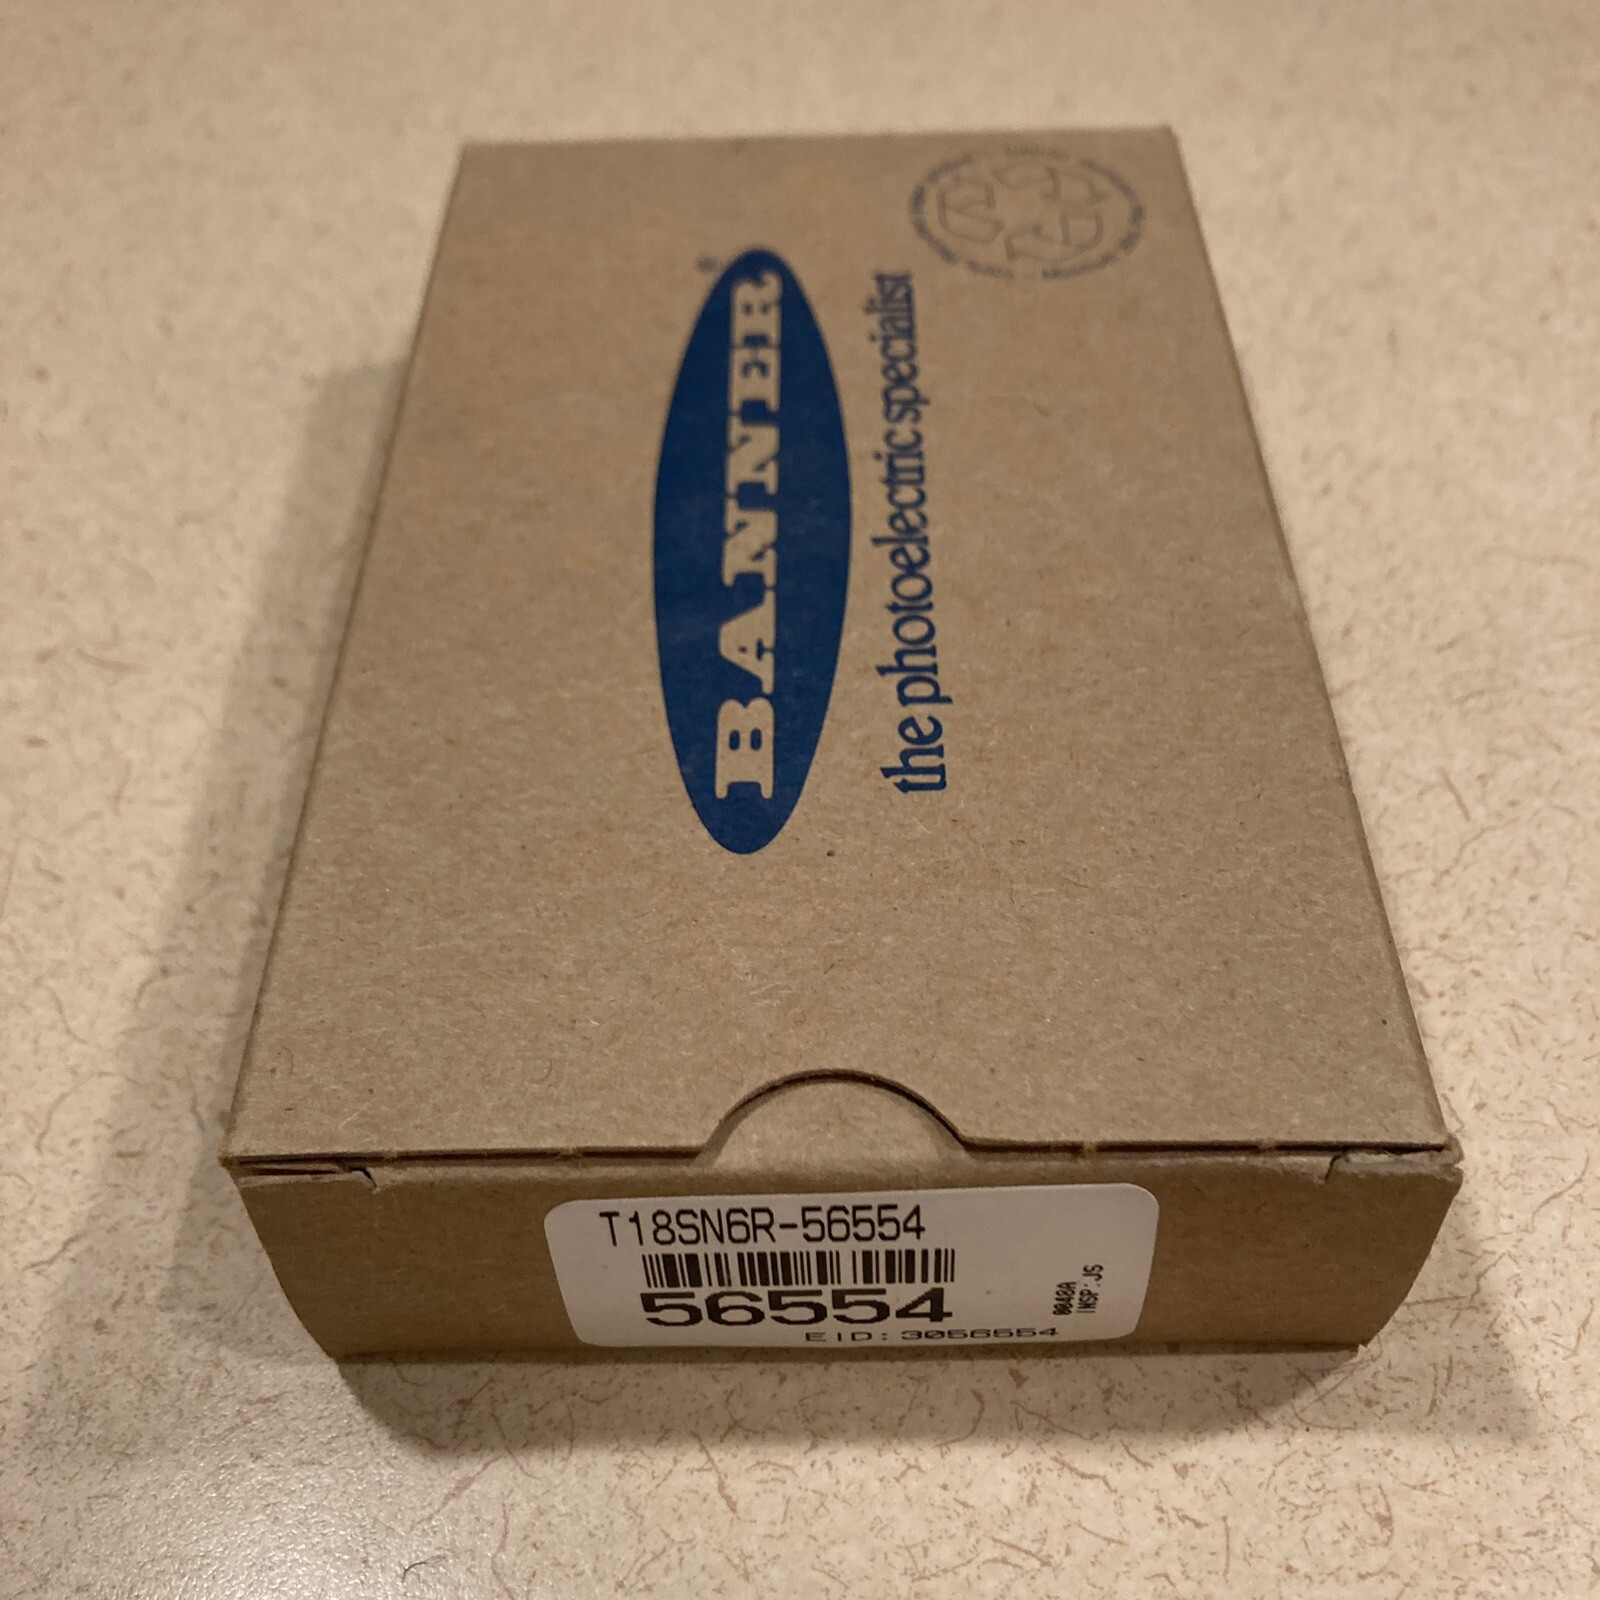 BANNER
®
the photoelectric specialist
T18SN6R-56554
56554
EID:3056554
0048A
INSP:JS